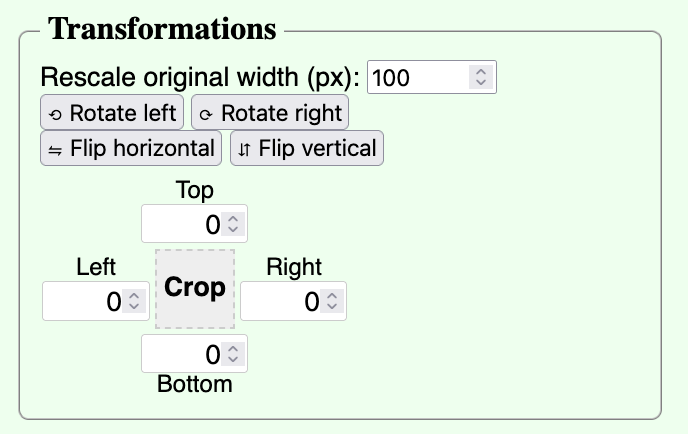 Transformations
Rescale original width (px): 100
⟲ Rotate left ⟳ Rotate right
⇋ Flip horizontal ⥯ Flip vertical
Top
0
Left Right
0 Crop 0
0
Bottom